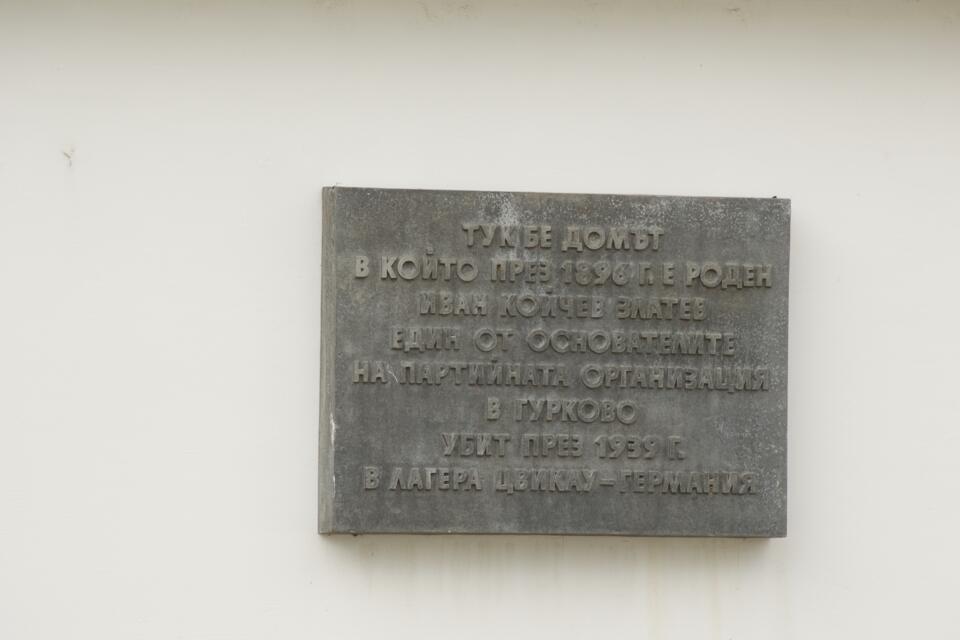 ТУК БЕ ДОМЪТ
В КОЙТО ПРЕЗ 1896 Г. Е РОДЕН
ИВАН КОЙЧЕВ ЗЛАТЕВ
ЕДИН ОТ ОСНОВАТЕЛИТЕ
НА ПАРТИЙНАТА ОРГАНИЗАЦИЯ
В ГУРКОВО
УБИТ ПРЕЗ 1939 Г.
В ЛАГЕРА ЦВИКАУ – ГЕРМАНИЯ